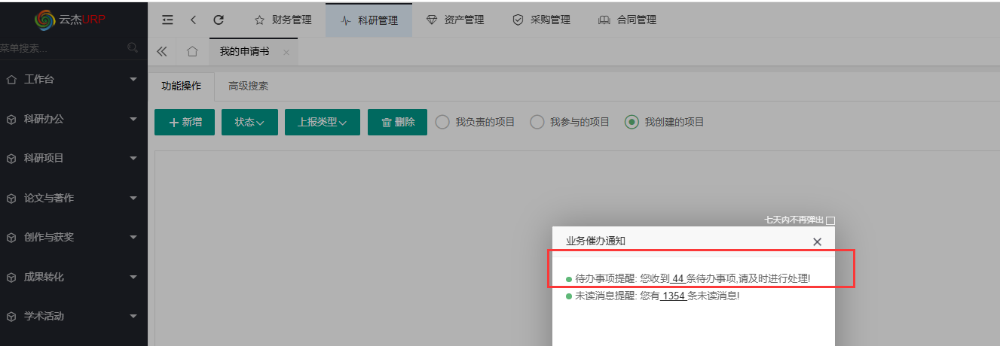 云杰URP
财务管理 科研管理 资产管理 采购管理 合同管理
菜单搜索...
我的申请书
工作台
科研办公
科研项目
论文与著作
创作与获奖
成果转化
学术活动
功能操作 高级搜索
新增 状态 上报类型 删除 我负责的项目 我参与的项目 我创建的项目
七天内不再弹出
业务催办通知
待办事项提醒: 您收到 44 条待办事项,请及时进行处理!
未读消息提醒: 您有 1354 条未读消息!